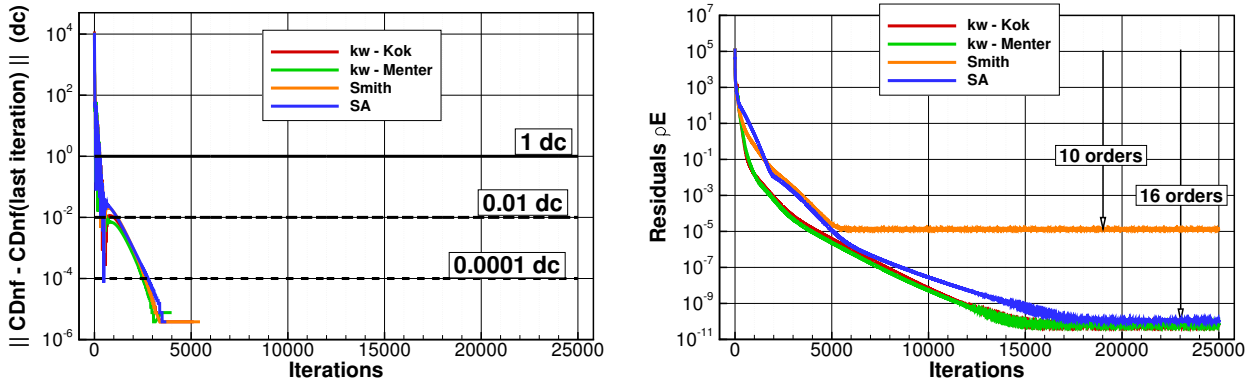 || CDnf - CDnf(last iteration) || (dc)
10^4
10^2
10^0
10^-2
10^-4
10^-6
kw - Kok
kw - Menter
Smith
SA
1 dc
0.01 dc
0.0001 dc
0 5000 10000 15000 20000 25000
Iterations
Residuals ρE
10^7
10^5
10^3
10^1
10^-1
10^-3
10^-5
10^-7
10^-9
10^-11
kw - Kok
kw - Menter
Smith
SA
10 orders
16 orders
0 5000 10000 15000 20000 25000
Iterations